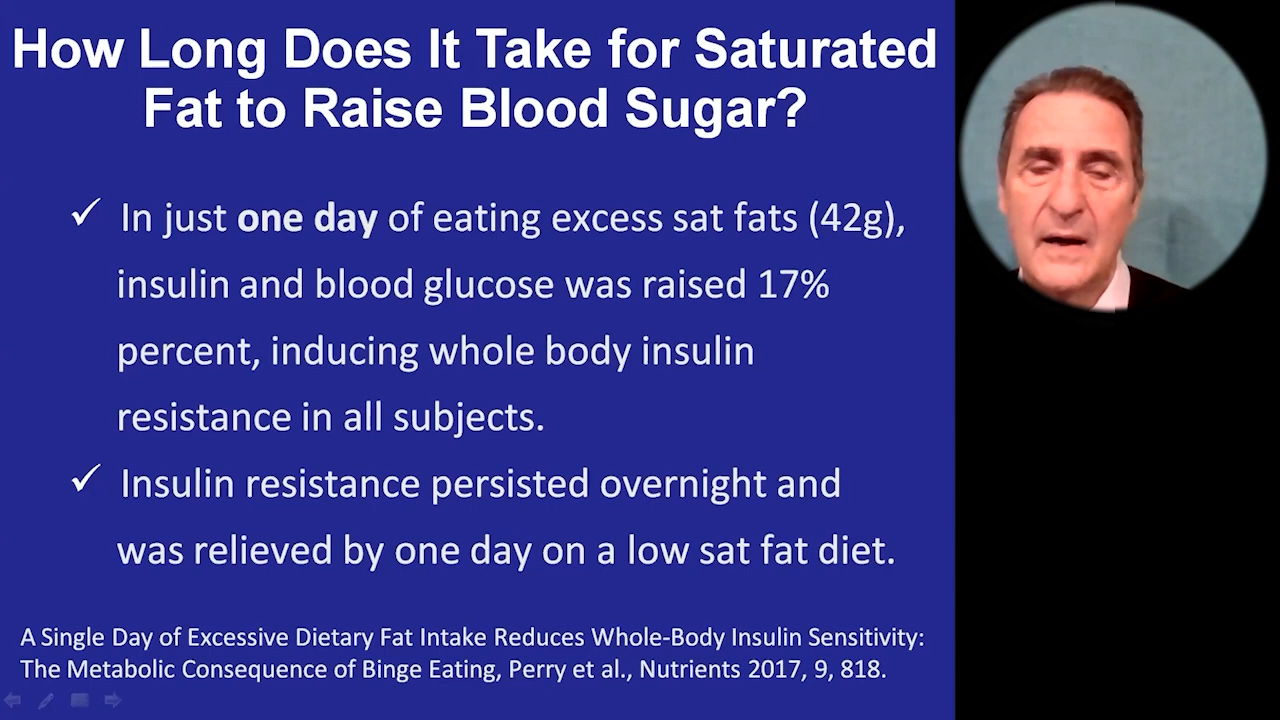 How Long Does It Take for Saturated
Fat to Raise Blood Sugar?
✓ In just one day of eating excess sat fats (42g),
insulin and blood glucose was raised 17%
percent, inducing whole body insulin
resistance in all subjects.
✓ Insulin resistance persisted overnight and
was relieved by one day on a low sat fat diet.
A Single Day of Excessive Dietary Fat Intake Reduces Whole-Body Insulin Sensitivity:
The Metabolic Consequence of Binge Eating, Perry et al., Nutrients 2017, 9, 818.